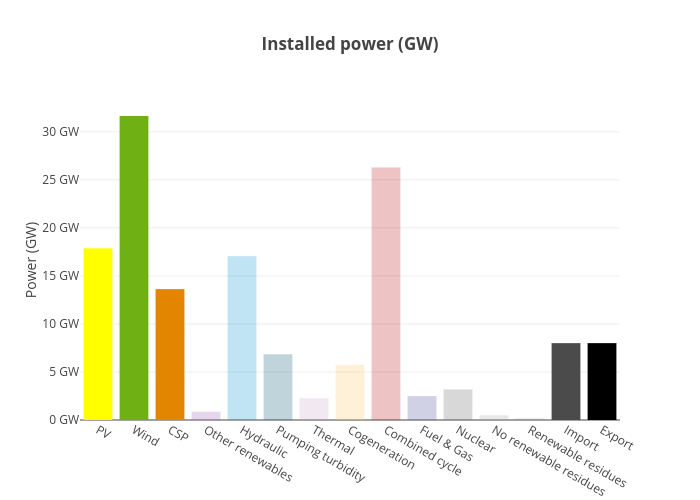 Installed power (GW)
Power (GW)
30 GW
25 GW
20 GW
15 GW
10 GW
5 GW
0 GW
PV
Wind
CSP
Other renewables
Hydraulic
Pumping turbidity
Thermal
Cogeneration
Combined cycle
Fuel & Gas
Nuclear
No renewable residues
Renewable residues
Import
Export